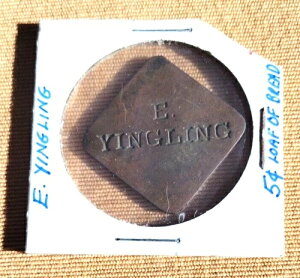 E. YINGLING
E.
YINGLING
5¢ LOAF OF BREAD